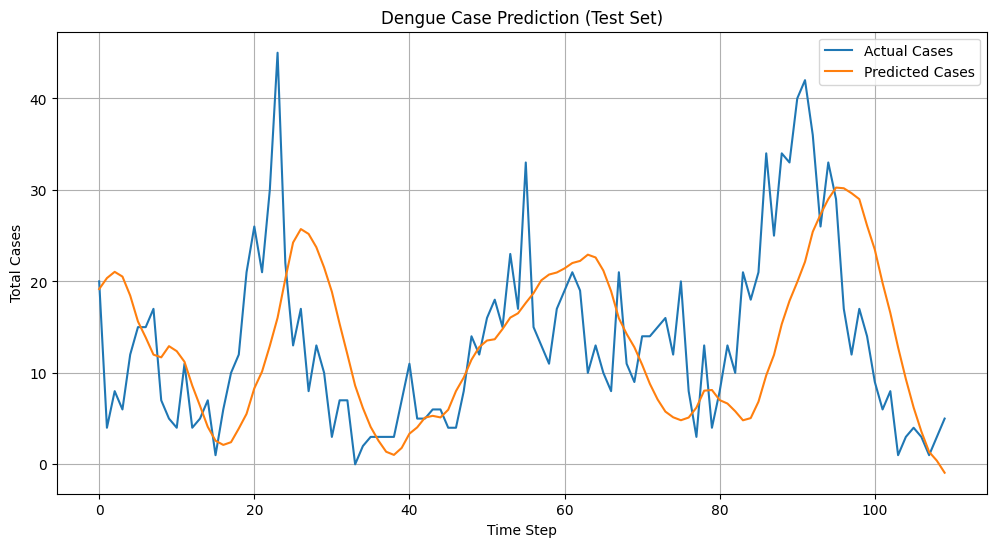 Dengue Case Prediction (Test Set)
Actual Cases
Predicted Cases
Total Cases
40
30
20
10
0
0 20 40 60 80 100
Time Step